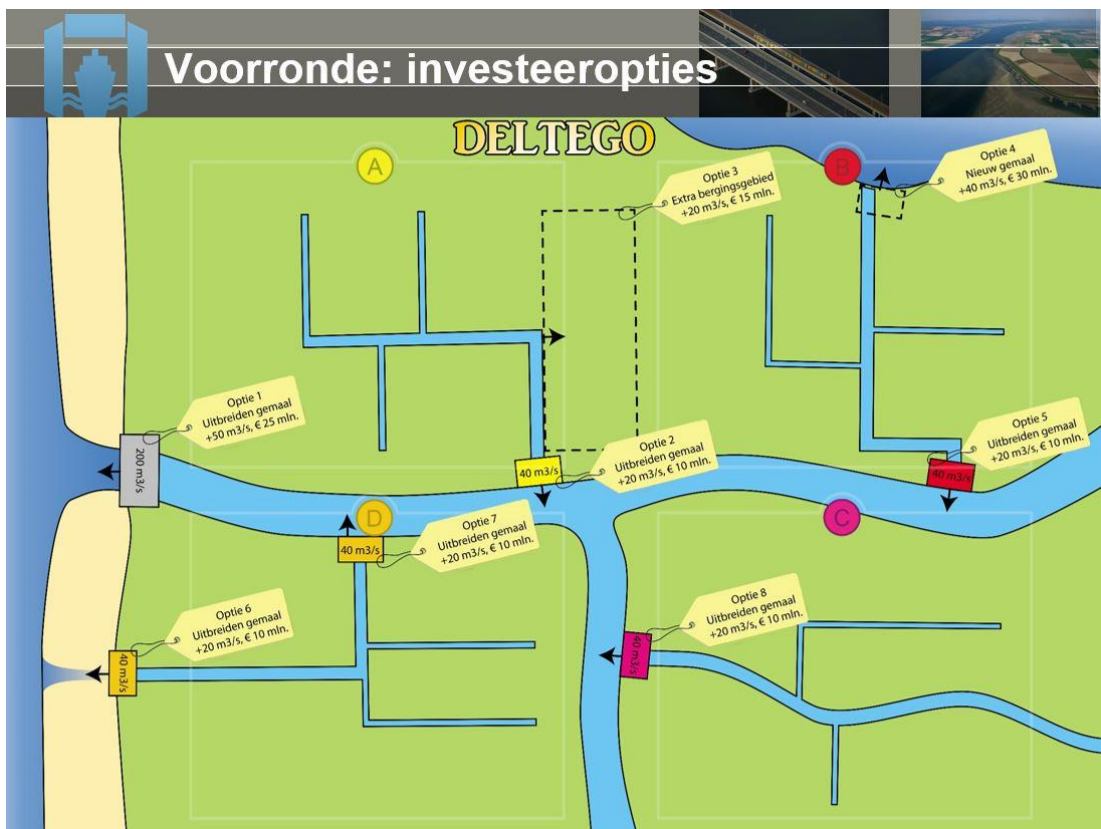 Voorronde: investeeropties
DELTEGO
A
B
Optie 3
Extra bergingsgebied
+20 m3/s, € 15 mln.
Optie 4
Nieuw gemaal
+40 m3/s, € 30 mln.
Optie 1
Uitbreiden gemaal
+50 m3/s, € 25 mln.
200 m3/s
Optie 2
Uitbreiden gemaal
+20 m3/s, € 10 mln.
40 m3/s
Optie 5
Uitbreiden gemaal
+20 m3/s, € 10 mln.
40 m3/s
D
C
Optie 7
Uitbreiden gemaal
+20 m3/s, € 10 mln.
40 m3/s
Optie 6
Uitbreiden gemaal
+20 m3/s, € 10 mln.
40 m3/s
Optie 8
Uitbreiden gemaal
+20 m3/s, € 10 mln.
40 m3/s